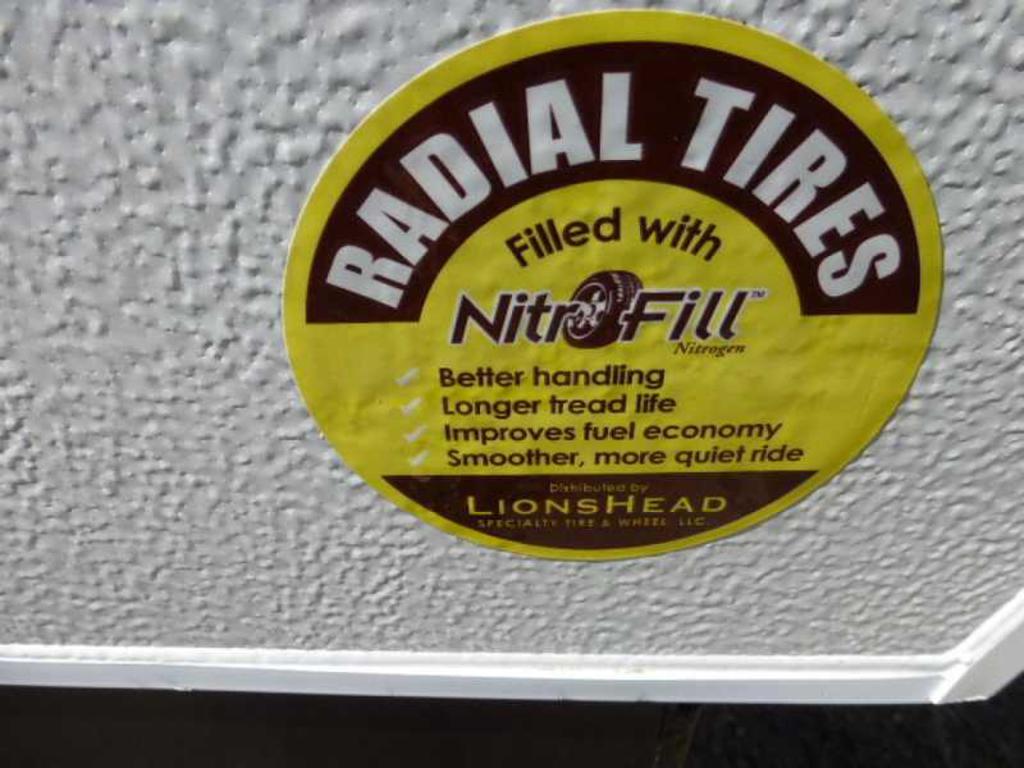 RADIAL TIRES
Filled with
NitroFill™
Nitrogen
Better handling
Longer tread life
Improves fuel economy
Smoother, more quiet ride
Distributed by
LIONSHEAD
SPECIALTY TIRE & WHEEL LLC